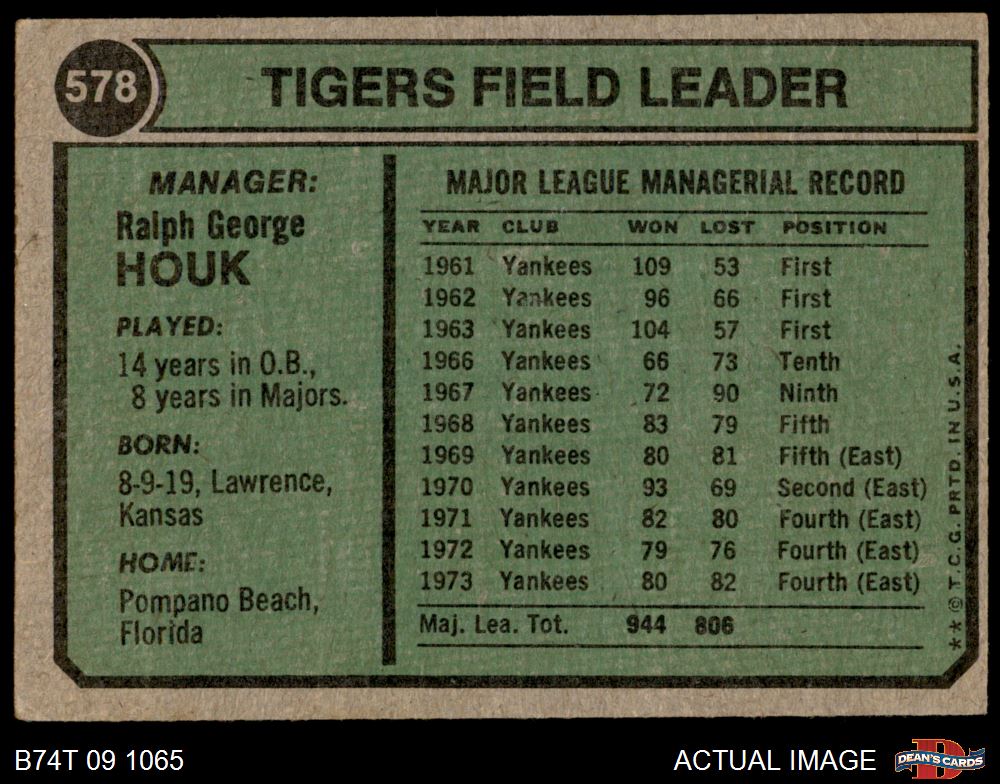 578
TIGERS FIELD LEADER
MANAGER:
Ralph George
HOUK
PLAYED:
14 years in O.B.,
8 years in Majors.
BORN:
8-9-19, Lawrence,
Kansas
HOME:
Pompano Beach,
Florida
MAJOR LEAGUE MANAGERIAL RECORD
YEAR CLUB WON LOST POSITION
1961 Yankees 109 53 First
1962 Yankees 96 66 First
1963 Yankees 104 57 First
1966 Yankees 66 73 Tenth
1967 Yankees 72 90 Ninth
1968 Yankees 83 79 Fifth
1969 Yankees 80 81 Fifth (East)
1970 Yankees 93 69 Second (East)
1971 Yankees 82 80 Fourth (East)
1972 Yankees 79 76 Fourth (East)
1973 Yankees 80 82 Fourth (East)
Maj. Lea. Tot. 944 806
** © T.C.G. PRTD. IN U.S.A.
B74T 09 1065
ACTUAL IMAGE
D
DEAN'S CARDS